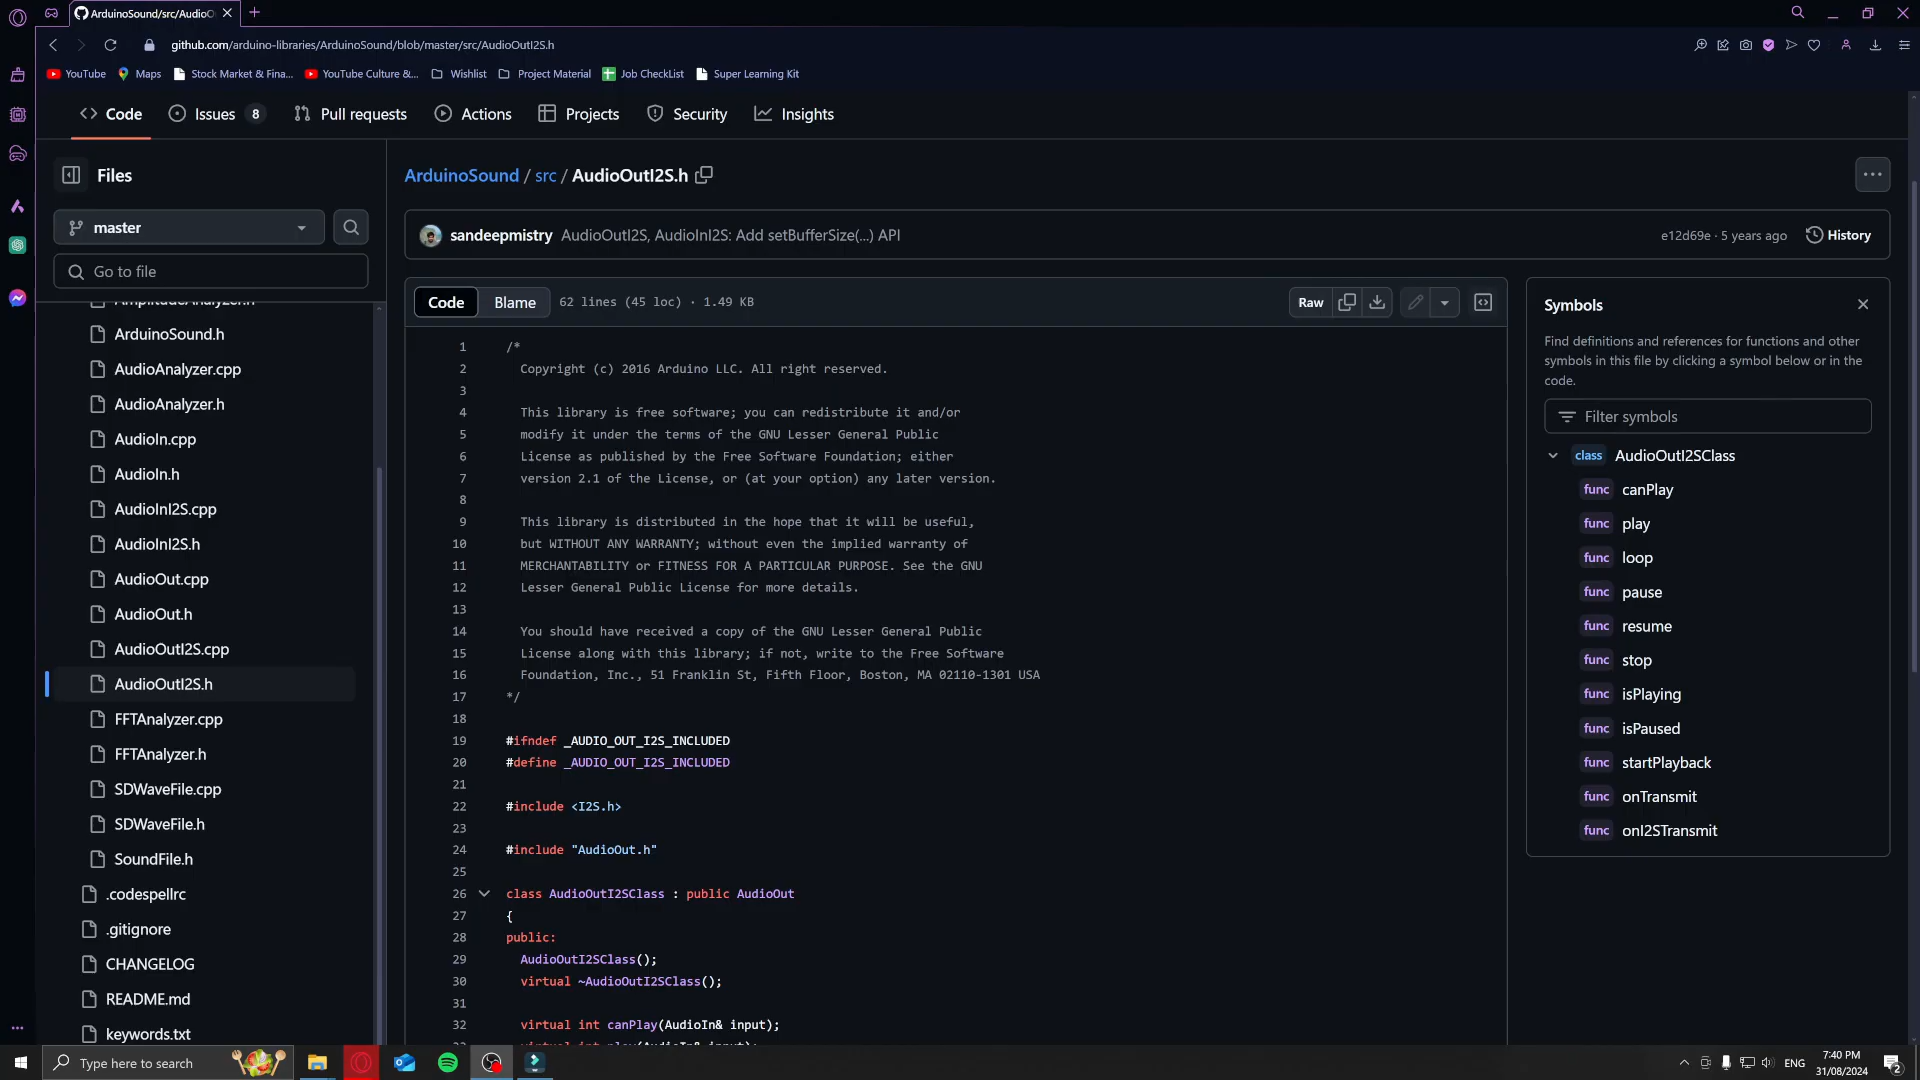 ArduinoSound/src/AudioO
github.com/arduino-libraries/ArduinoSound/blob/master/src/AudioOutI2S.h
YouTube
Maps
Stock Market & Fina...
YouTube Culture &...
Wishlist
Project Material
Job CheckList
Super Learning Kit
Code
Issues 8
Pull requests
Actions
Projects
Security
Insights
Files
master
Go to file
AmplitudeAnalyzer.h
ArduinoSound.h
AudioAnalyzer.cpp
AudioAnalyzer.h
AudioIn.cpp
AudioIn.h
AudioInI2S.cpp
AudioInI2S.h
AudioOut.cpp
AudioOut.h
AudioOutI2S.cpp
AudioOutI2S.h
FFTAnalyzer.cpp
FFTAnalyzer.h
SDWaveFile.cpp
SDWaveFile.h
SoundFile.h
.codespellrc
.gitignore
CHANGELOG
README.md
keywords.txt
ArduinoSound / src / AudioOutI2S.h
sandeepmistry AudioOutI2S, AudioInI2S: Add setBufferSize(...) API
e12d69e · 5 years ago
History
Code
Blame
62 lines (45 loc) · 1.49 KB
Raw
1 /*
2 Copyright (c) 2016 Arduino LLC. All right reserved.
3
4 This library is free software; you can redistribute it and/or
5 modify it under the terms of the GNU Lesser General Public
6 License as published by the Free Software Foundation; either
7 version 2.1 of the License, or (at your option) any later version.
8
9 This library is distributed in the hope that it will be useful,
10 but WITHOUT ANY WARRANTY; without even the implied warranty of
11 MERCHANTABILITY or FITNESS FOR A PARTICULAR PURPOSE. See the GNU
12 Lesser General Public License for more details.
13
14 You should have received a copy of the GNU Lesser General Public
15 License along with this library; if not, write to the Free Software
16 Foundation, Inc., 51 Franklin St, Fifth Floor, Boston, MA 02110-1301 USA
17 */
18
19 #ifndef _AUDIO_OUT_I2S_INCLUDED
20 #define _AUDIO_OUT_I2S_INCLUDED
21
22 #include <I2S.h>
23
24 #include "AudioOut.h"
25
26 class AudioOutI2SClass : public AudioOut
27 {
28 public:
29 AudioOutI2SClass();
30 virtual ~AudioOutI2SClass();
31
32 virtual int canPlay(AudioIn& input);
33 virtual int play(AudioIn& input);
Symbols
Find definitions and references for functions and other
symbols in this file by clicking a symbol below or in the
code.
Filter symbols
class AudioOutI2SClass
func canPlay
func play
func loop
func pause
func resume
func stop
func isPlaying
func isPaused
func startPlayback
func onTransmit
func onI2STransmit
Type here to search
ENG
7:40 PM
31/08/2024
2